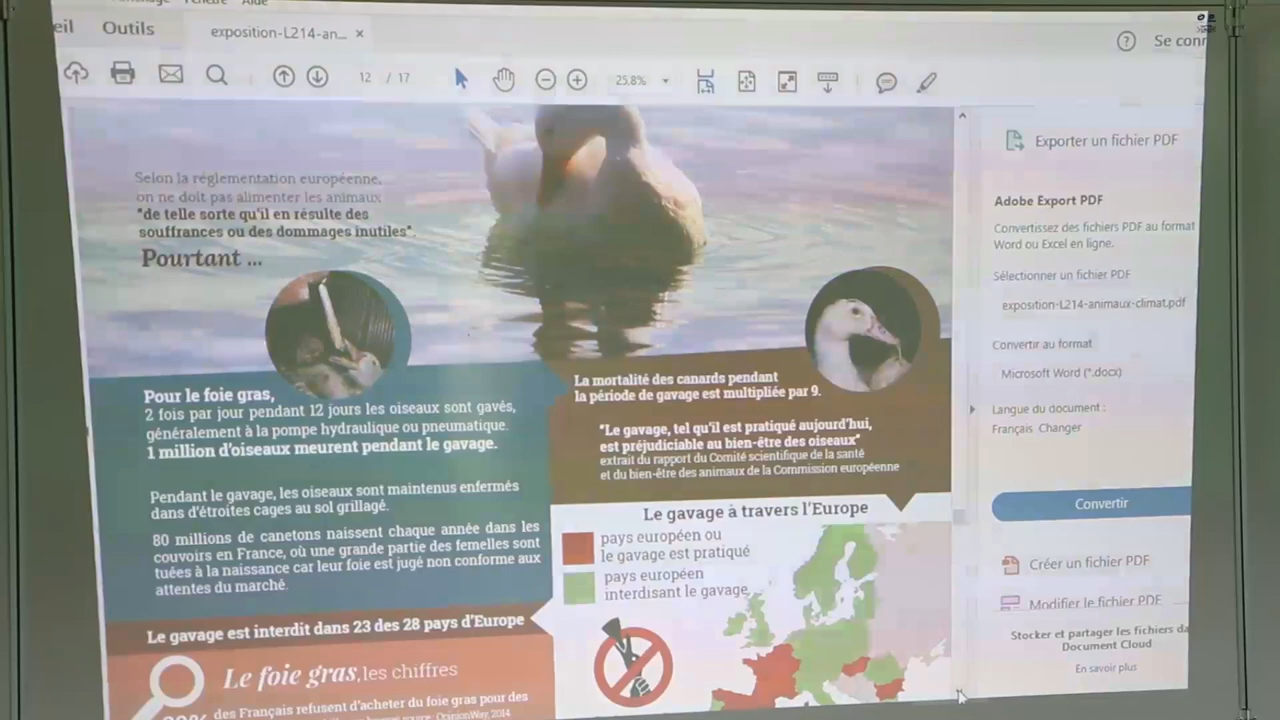 Aide
Outils
exposition-L214-an... ×
Se conn
12 / 17
25,8%
Selon la réglementation européenne,
on ne doit pas alimenter les animaux
"de telle sorte qu'il en résulte des
souffrances ou des dommages inutiles".
Pourtant ...
Pour le foie gras,
2 fois par jour pendant 12 jours les oiseaux sont gavés,
généralement à la pompe hydraulique ou pneumatique.
1 million d'oiseaux meurent pendant le gavage.
Pendant le gavage, les oiseaux sont maintenus enfermés
dans d'étroites cages au sol grillagé.
80 millions de canetons naissent chaque année dans les
couvoirs en France, où une grande partie des femelles sont
tuées à la naissance car leur foie est jugé non conforme aux
attentes du marché.
Le gavage est interdit dans 23 des 28 pays d'Europe
Le foie gras, les chiffres
des Français refusent d'acheter du foie gras pour des
OpinionWay, 2014
La mortalité des canards pendant
la période de gavage est multipliée par 9.
"Le gavage, tel qu'il est pratiqué aujourd'hui,
est préjudiciable au bien-être des oiseaux"
extrait du rapport du Comité scientifique de la santé
et du bien-être des animaux de la Commission européenne
Le gavage à travers l'Europe
pays européen ou
le gavage est pratiqué
pays européen
interdisant le gavage
Exporter un fichier PDF
Adobe Export PDF
Convertissez des fichiers PDF au format
Word ou Excel en ligne.
Sélectionner un fichier PDF
exposition-L214-animaux-climat.pdf
Convertir au format
Microsoft Word (*.docx)
Langue du document :
Français Changer
Convertir
Créer un fichier PDF
Modifier le fichier PDF
Stocker et partager les fichiers da
Document Cloud
En savoir plus